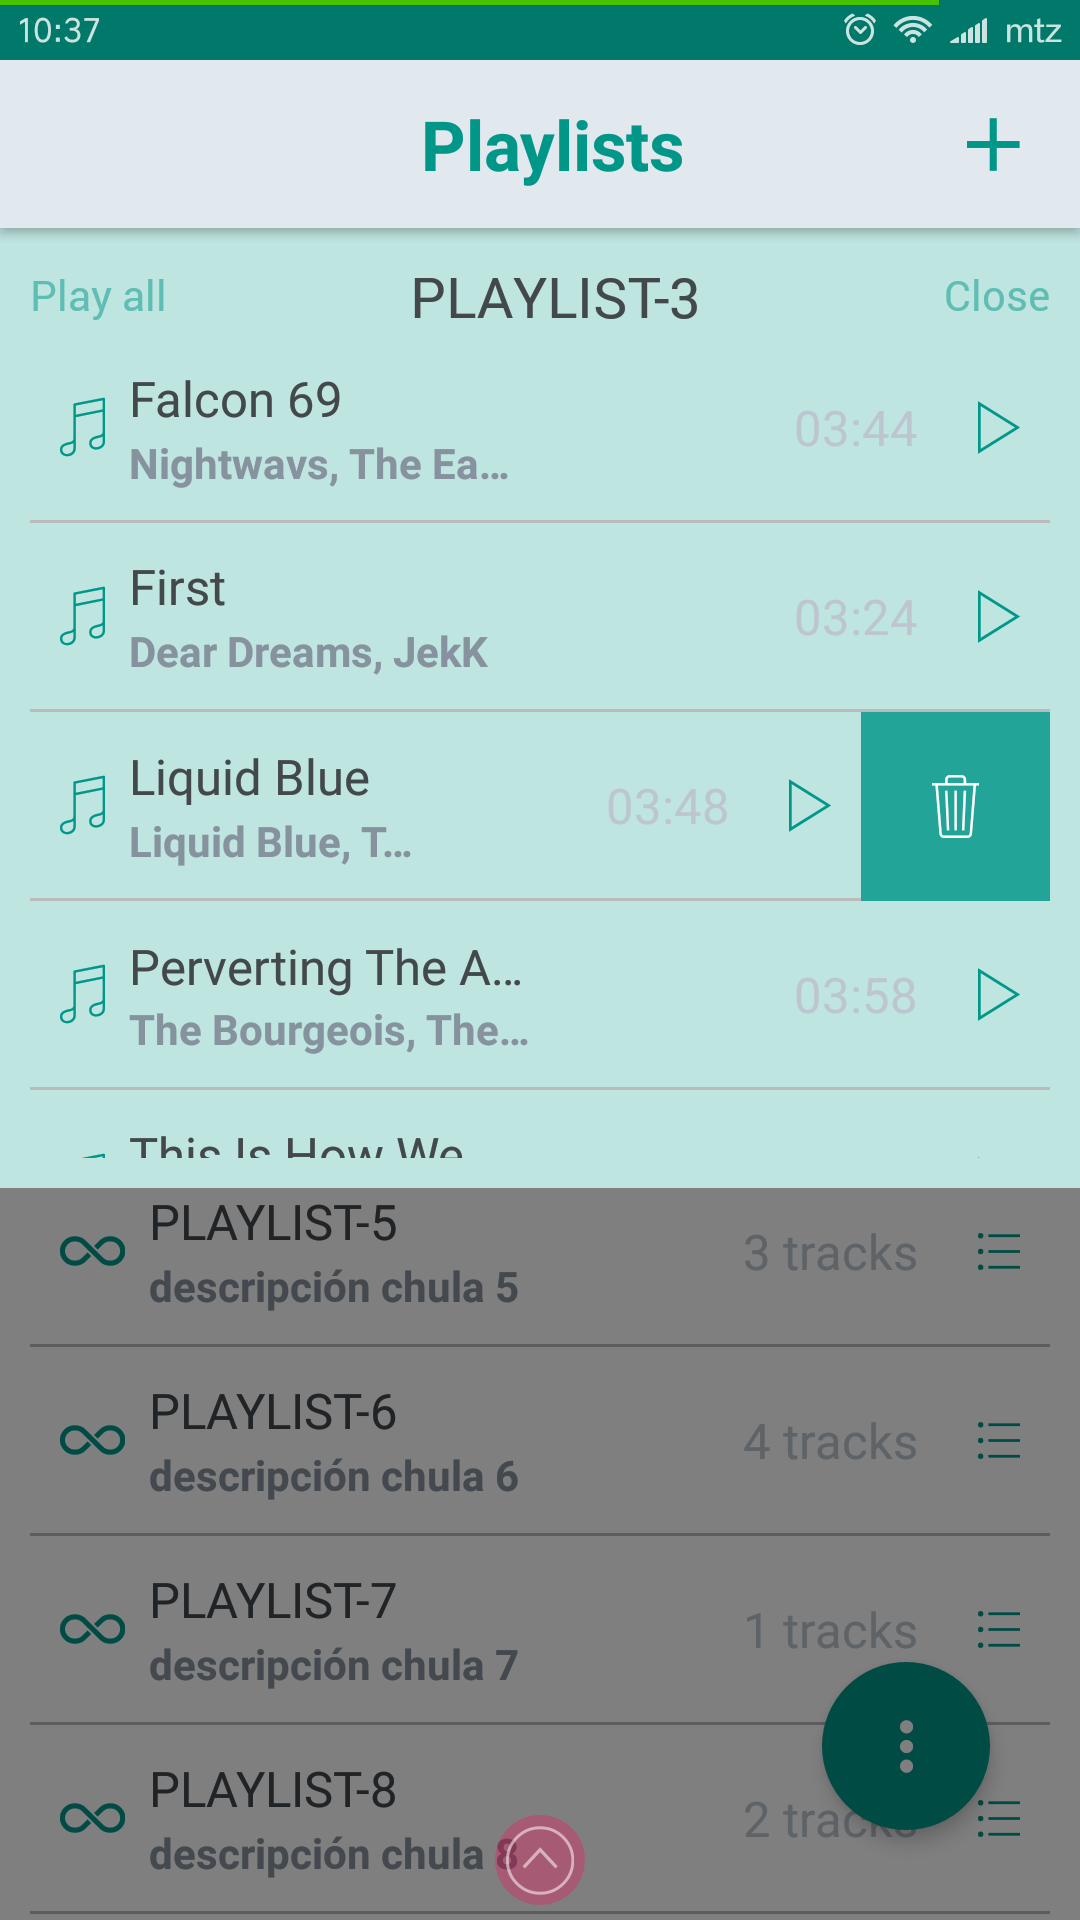 10:37
mtz
Playlists
Play all
PLAYLIST-3
Close
Falcon 69
03:44
Nightwavs, The Ea...
First
03:24
Dear Dreams, JekK
Liquid Blue
03:48
Liquid Blue, T...
Perverting The A...
03:58
The Bourgeois, The...
This Is How We
PLAYLIST-5
3 tracks
descripción chula 5
PLAYLIST-6
4 tracks
descripción chula 6
PLAYLIST-7
1 tracks
descripción chula 7
PLAYLIST-8
2 tracks
descripción chula 8